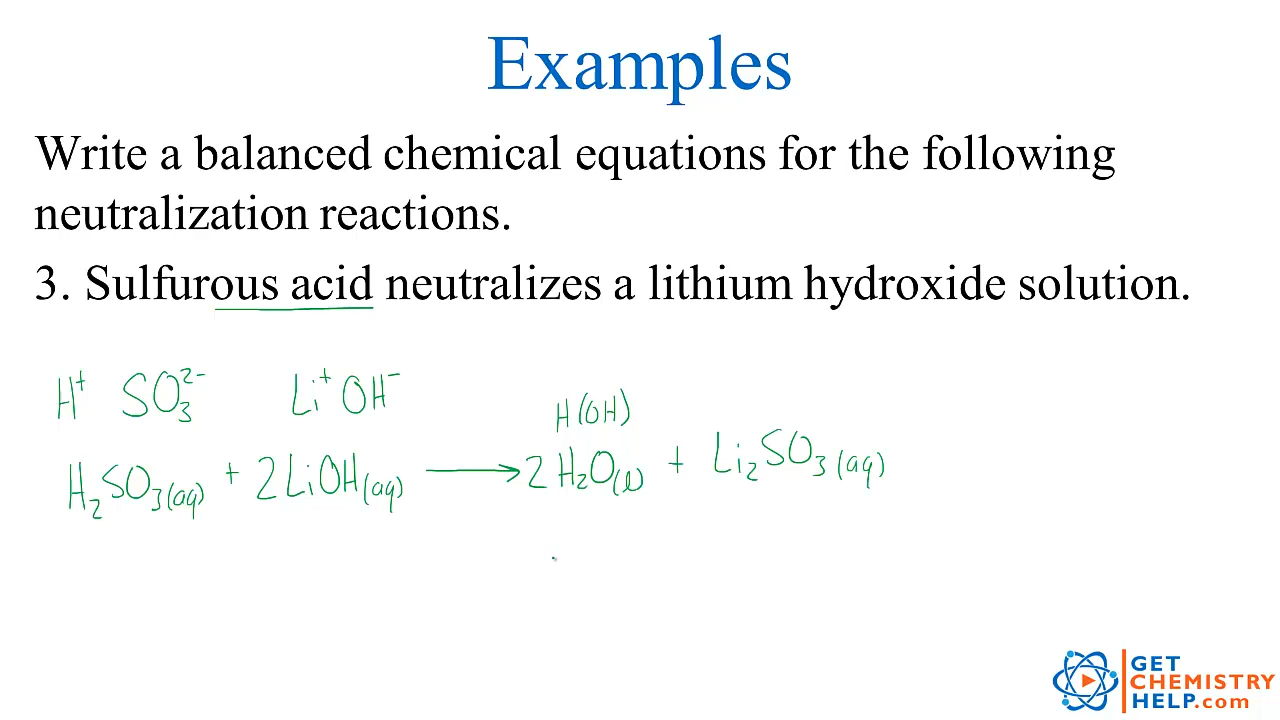 Examples
Write a balanced chemical equations for the following
neutralization reactions.
3. Sulfurous acid neutralizes a lithium hydroxide solution.
H⁺ SO₃²⁻ Li⁺ OH⁻
H(OH)
H₂SO₃(aq) + 2LiOH(aq) ⟶ 2H₂O(l) + Li₂SO₃(aq)
GET
CHEMISTRY
HELP.com